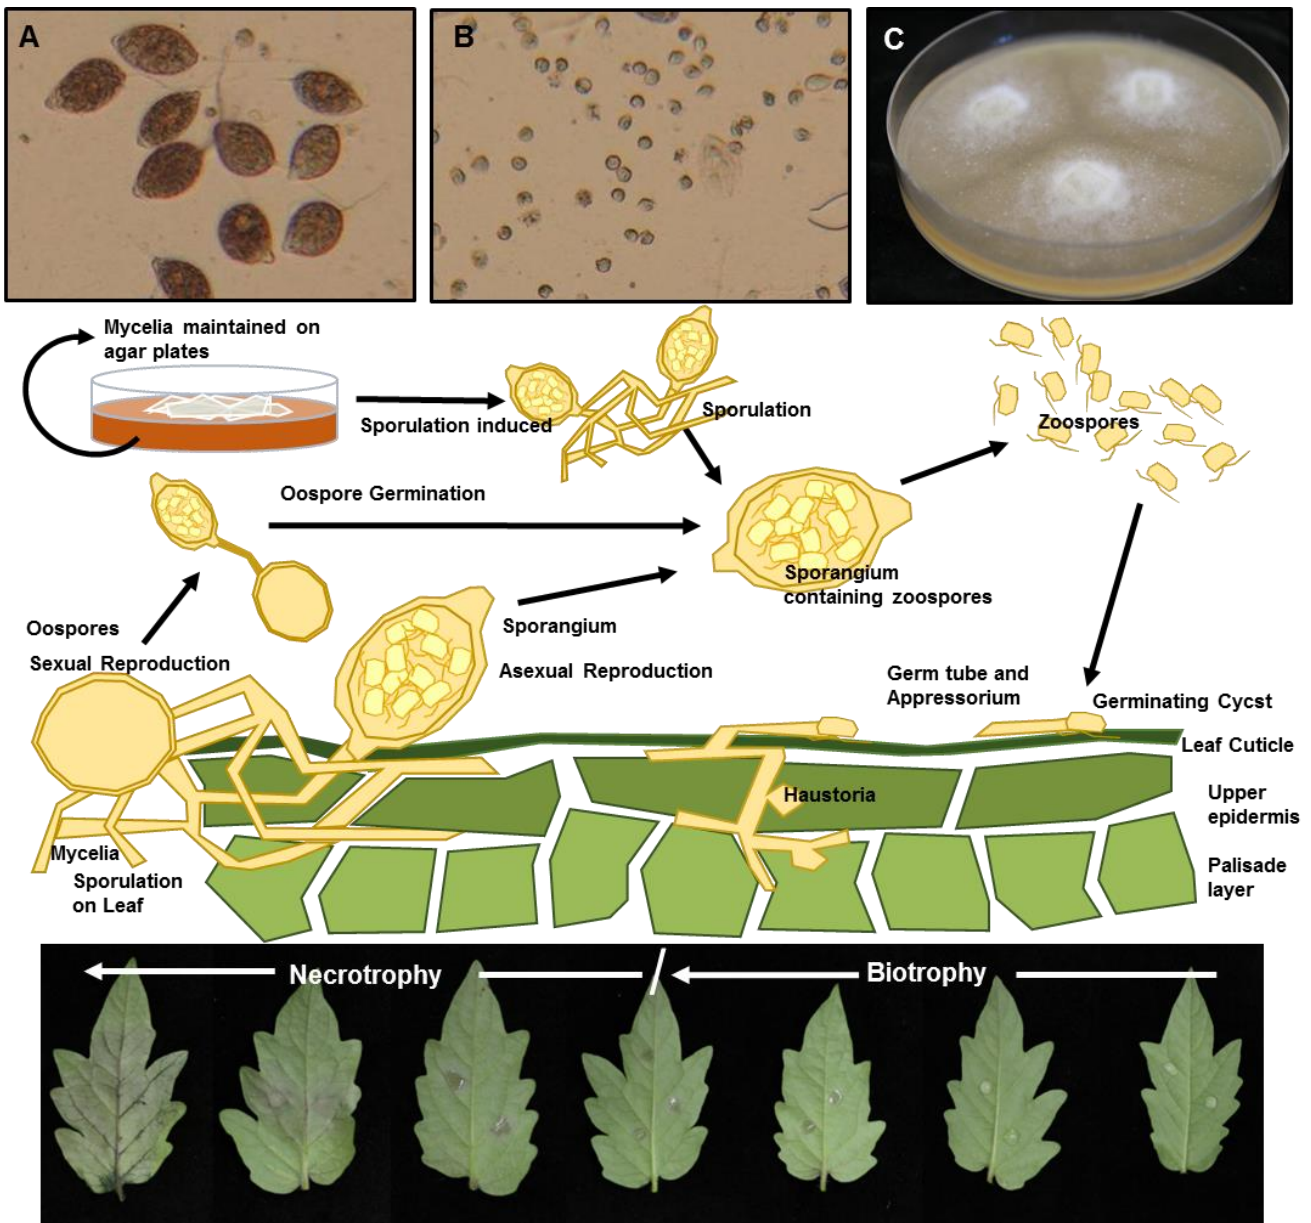 A
B
C
Mycelia maintained on
agar plates
Sporulation induced
Sporulation
Zoospores
Oospore Germination
Sporangium
containing zoospores
Oospores
Sexual Reproduction
Sporangium
Asexual Reproduction
Germ tube and
Appressorium
Germinating Cycst
Leaf Cuticle
Haustoria
Upper
epidermis
Mycelia
Sporulation
on Leaf
Palisade
layer
Necrotrophy
Biotrophy